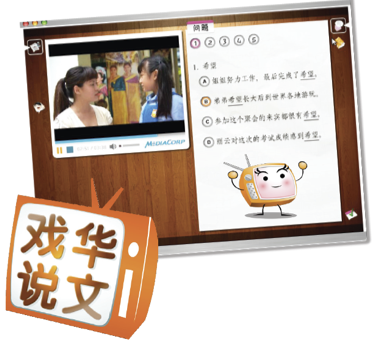 问题
1 2 3 4 5
1. 希望
A 姐姐努力工作，最后完成了希望。
B 弟弟希望长大后到世界各地游玩。
C 参加这个聚会的来宾都很有希望。
D 丽云对这次的考试成绩感到希望。
MEDIACORP
华文
戏说